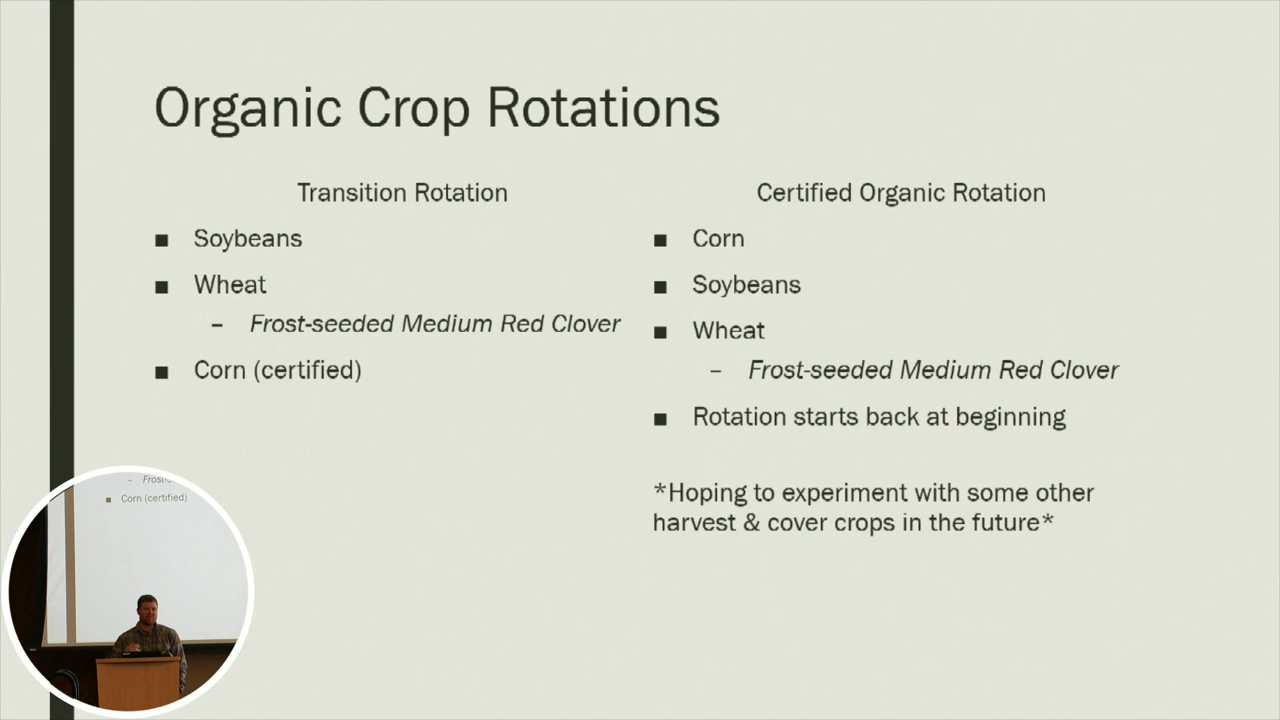 Organic Crop Rotations
Transition Rotation
■ Soybeans
■ Wheat
– Frost-seeded Medium Red Clover
■ Corn (certified)
Certified Organic Rotation
■ Corn
■ Soybeans
■ Wheat
– Frost-seeded Medium Red Clover
■ Rotation starts back at beginning
*Hoping to experiment with some other
harvest & cover crops in the future*
– Frost-s
■ Corn (certified)